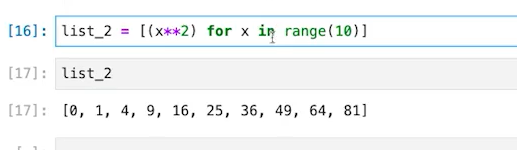 [16]: list_2 = [(x**2) for x in range(10)]
[17]: list_2
[17]: [0, 1, 4, 9, 16, 25, 36, 49, 64, 81]